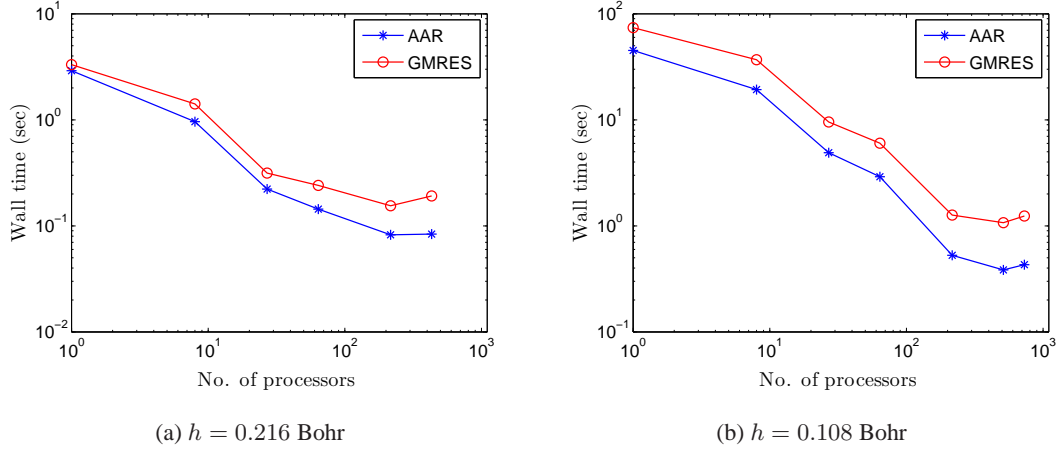 10^1
10^0
10^-1
10^-2
Wall time (sec)
AAR
GMRES
10^0 10^1 10^2 10^3
No. of processors
(a) h = 0.216 Bohr
10^2
10^1
10^0
10^-1
Wall time (sec)
AAR
GMRES
10^0 10^1 10^2 10^3
No. of processors
(b) h = 0.108 Bohr